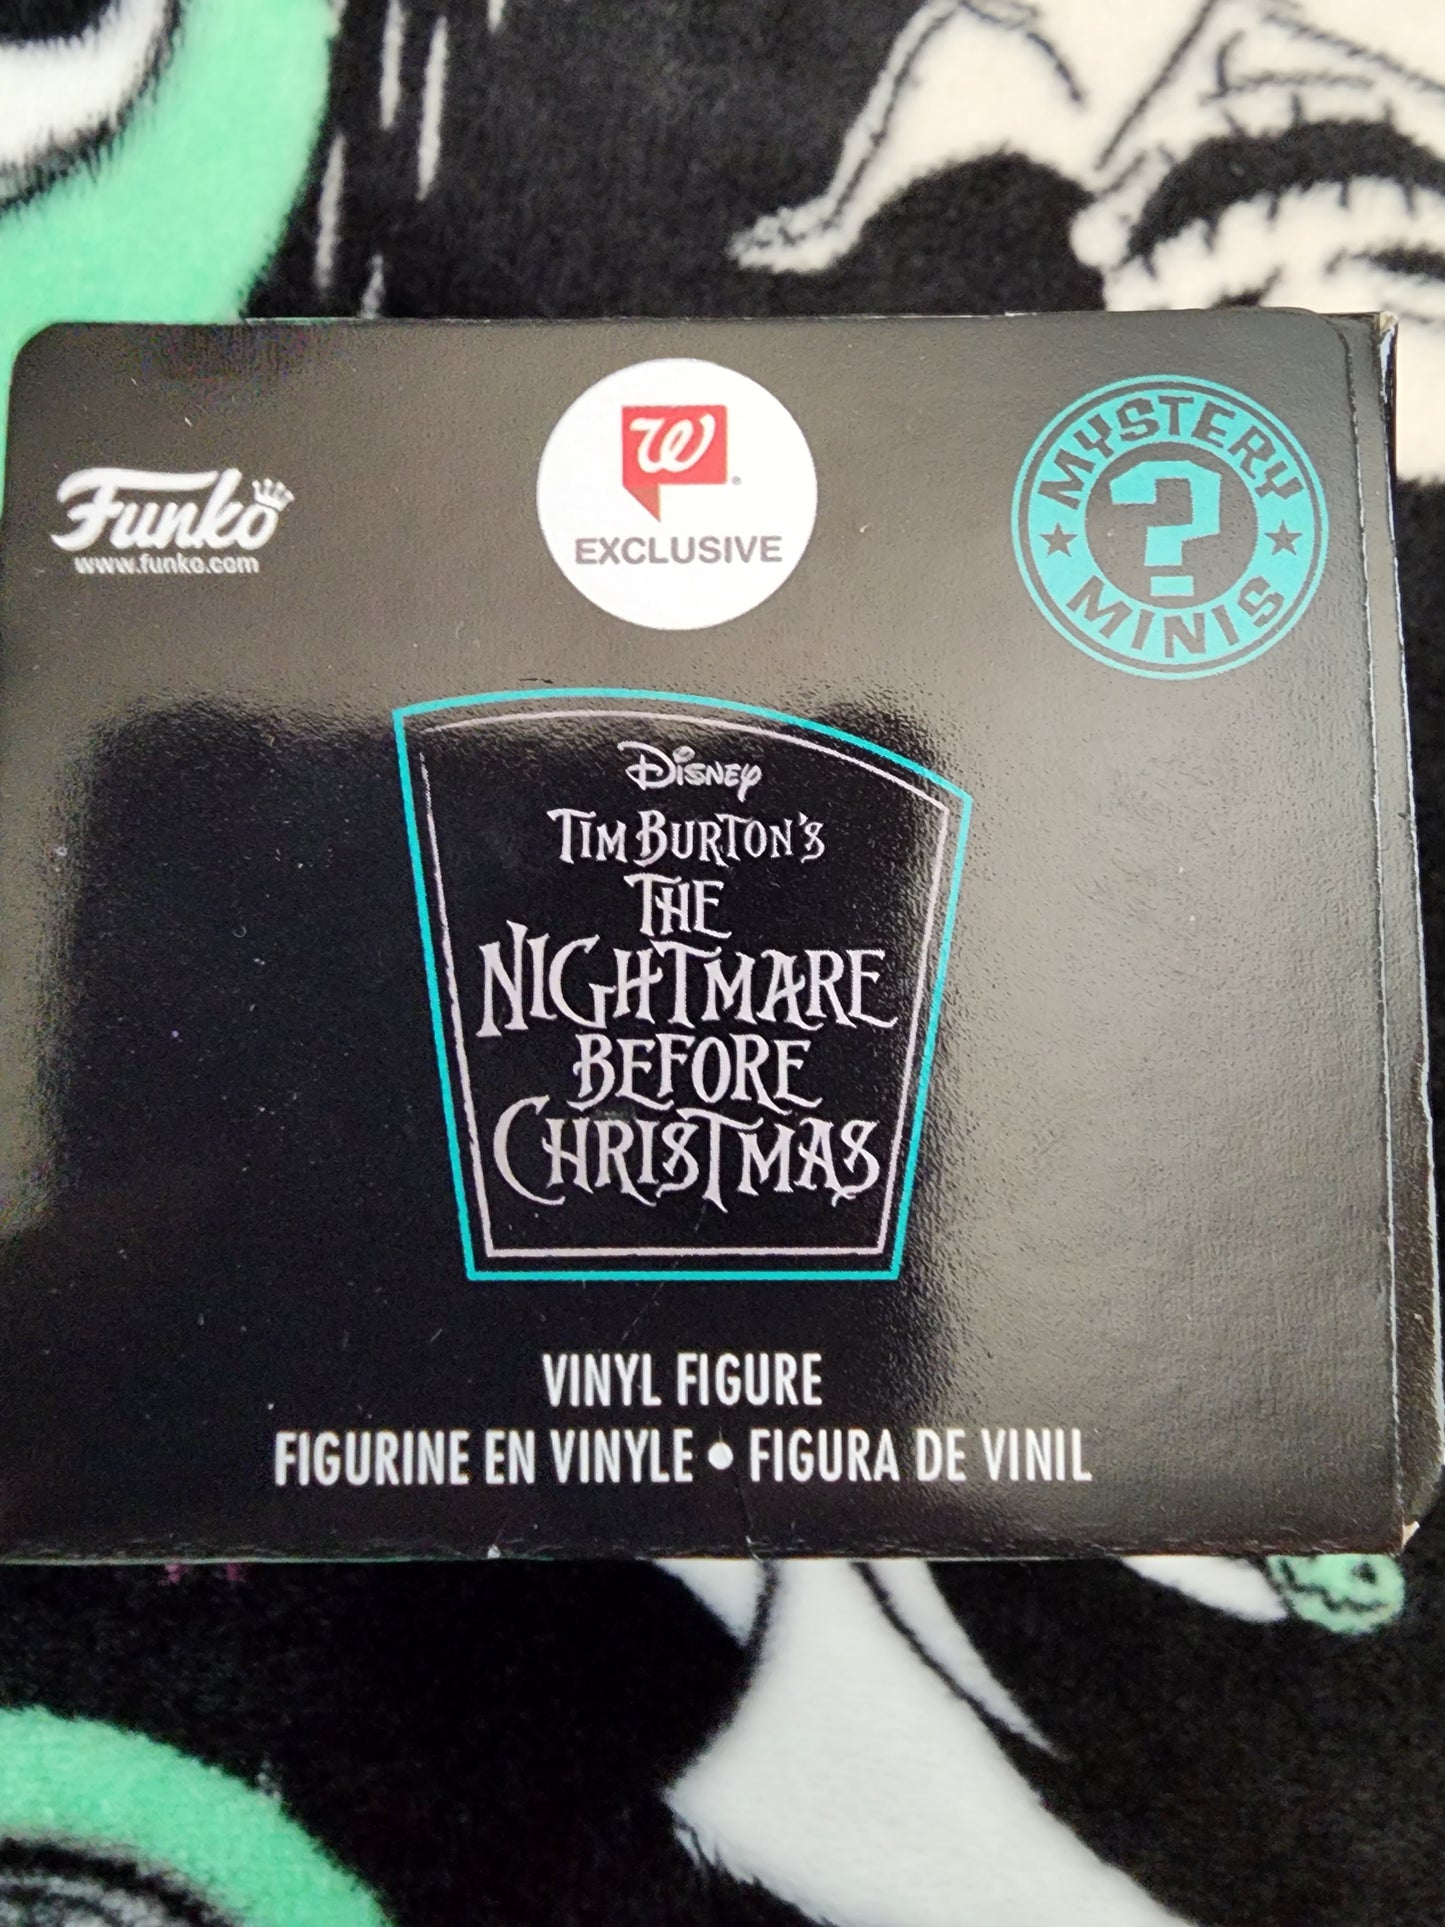 Funko
www.funko.com
W
EXCLUSIVE
MYSTERY
?
MINIS
Disney
TIM BURTON'S
THE
NIGHTMARE
BEFORE
CHRISTMAS
VINYL FIGURE
FIGURINE EN VINYLE • FIGURA DE VINIL